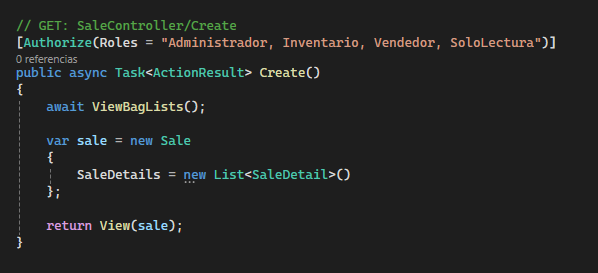 // GET: SaleController/Create
[Authorize(Roles = "Administrador, Inventario, Vendedor, SoloLectura")]
0 referencias
public async Task<ActionResult> Create()
{
    await ViewBagLists();

    var sale = new Sale
    {
        SaleDetails = new List<SaleDetail>()
    };

    return View(sale);
}